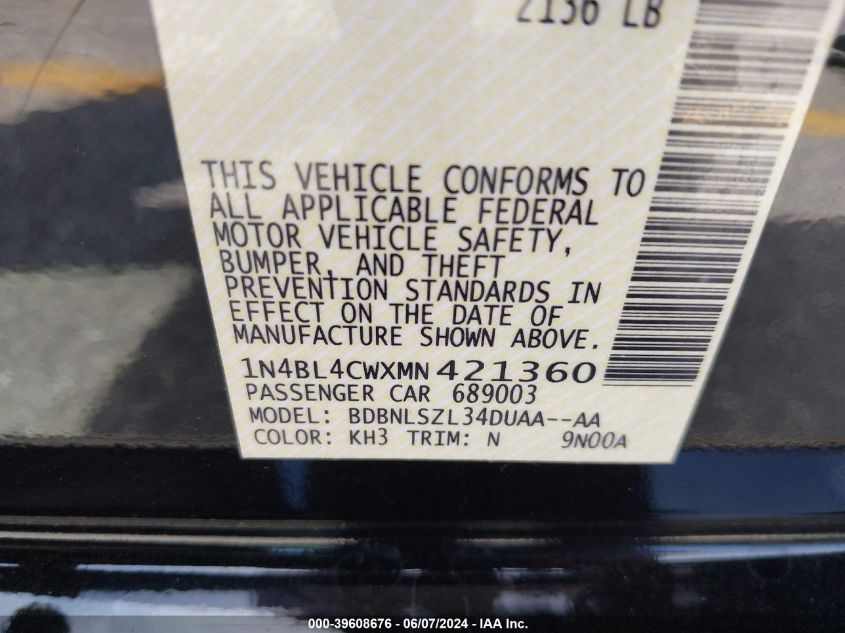 2136 LB
THIS VEHICLE CONFORMS TO
ALL APPLICABLE FEDERAL
MOTOR VEHICLE SAFETY,
BUMPER, AND THEFT
PREVENTION STANDARDS IN
EFFECT ON THE DATE OF
MANUFACTURE SHOWN ABOVE.
1N4BL4CWXMN 421360
PASSENGER CAR 689003
MODEL: BDBNLSZL34DUAA--AA
COLOR: KH3 TRIM: N 9N00A
000-39608676 - 06/07/2024 - IAA Inc.